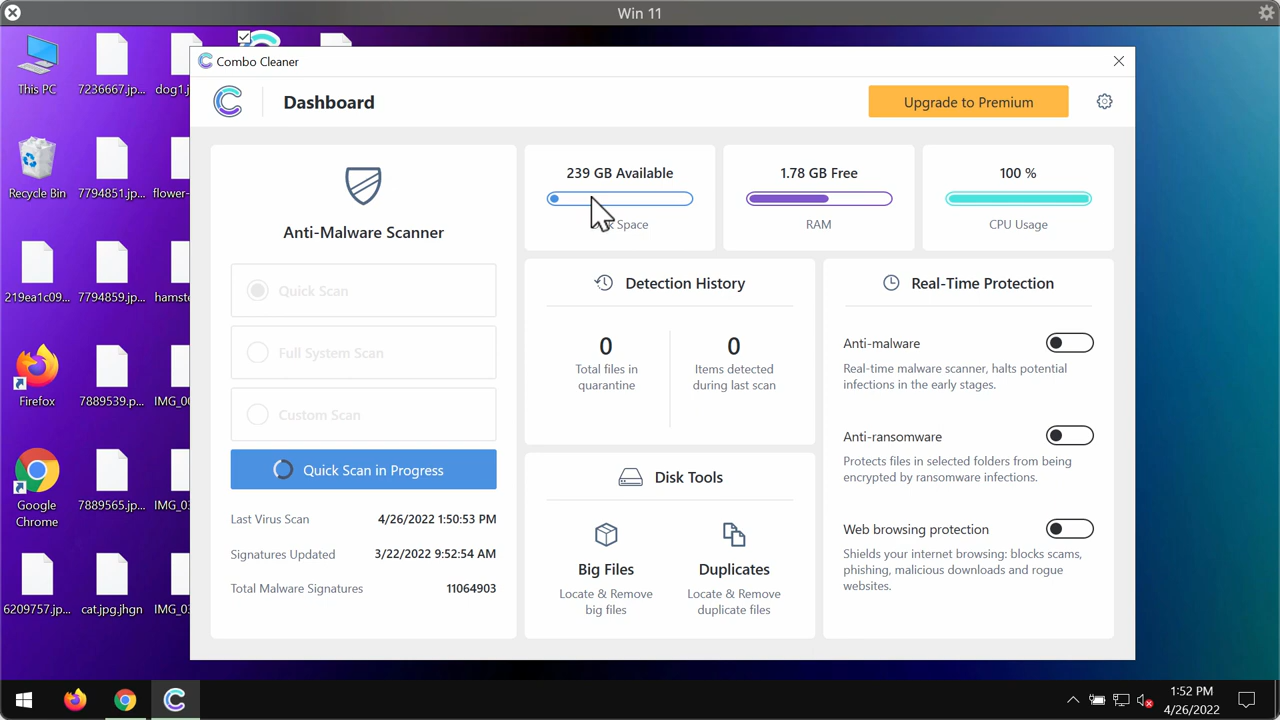 Win 11
This PC
7236667.jp...
dog1.j
Recycle Bin
7794851.jp...
flower-
219ea1c09...
7794859.jp...
hamste
Firefox
7889539.p...
IMG_00
Google
Chrome
7889565.jp...
IMG_03
6209757.jp...
cat.jpg.jhgn
IMG_03
Combo Cleaner
Dashboard
Upgrade to Premium
Anti-Malware Scanner
Quick Scan
Full System Scan
Custom Scan
Quick Scan in Progress
Last Virus Scan 4/26/2022 1:50:53 PM
Signatures Updated 3/22/2022 9:52:54 AM
Total Malware Signatures 11064903
239 GB Available
Space
1.78 GB Free
RAM
100 %
CPU Usage
Detection History
0
Total files in
quarantine
0
Items detected
during last scan
Disk Tools
Big Files
Locate & Remove
big files
Duplicates
Locate & Remove
duplicate files
Real-Time Protection
Anti-malware
Real-time malware scanner, halts potential
infections in the early stages.
Anti-ransomware
Protects files in selected folders from being
encrypted by ransomware infections.
Web browsing protection
Shields your internet browsing: blocks scams,
phishing, malicious downloads and rogue
websites.
1:52 PM
4/26/2022